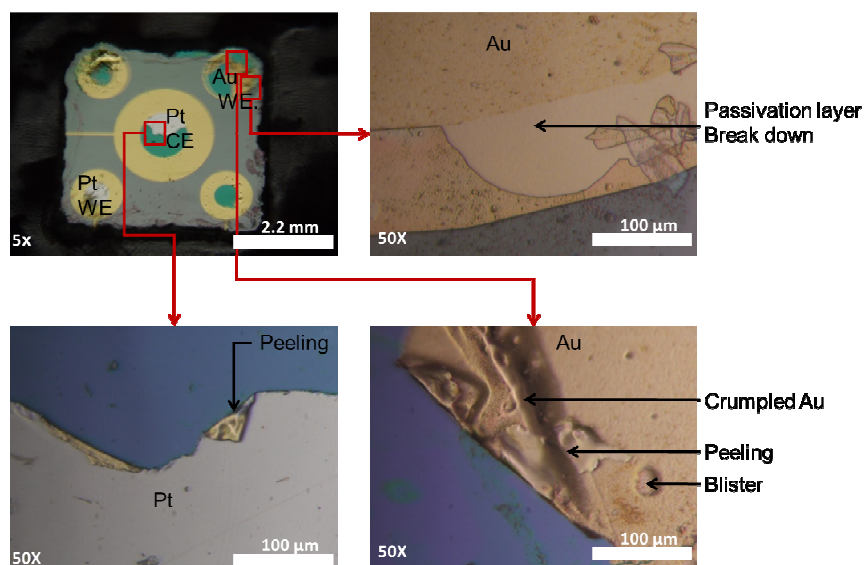 Au
WE.
Pt
CE
Pt
WE
2.2 mm
5x
Au
Passivation layer
Break down
100 µm
50X
Peeling
Pt
100 µm
50X
Au
Crumpled Au
Peeling
Blister
100 µm
50X